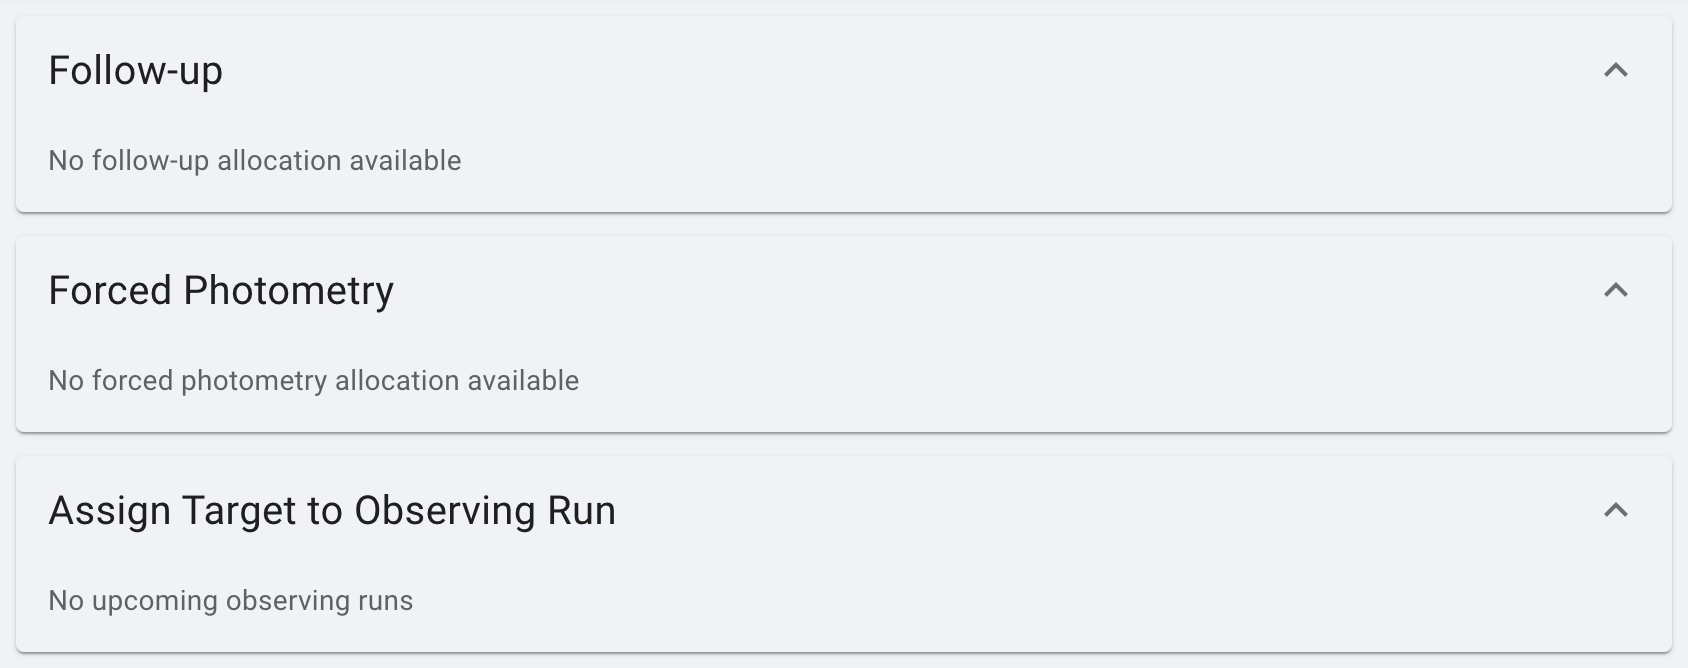 Follow-up
No follow-up allocation available
Forced Photometry
No forced photometry allocation available
Assign Target to Observing Run
No upcoming observing runs